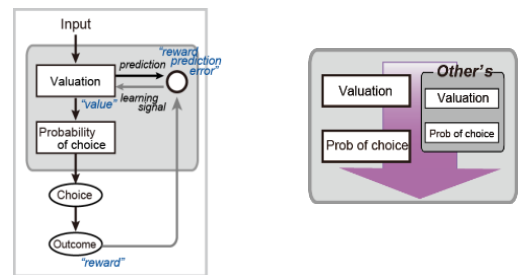 Input
"reward
prediction
error"
prediction
Valuation
learning
signal
"value"
Probability
of choice
Choice
Outcome
"reward"
Other's
Valuation
Valuation
Prob of choice
Prob of choice